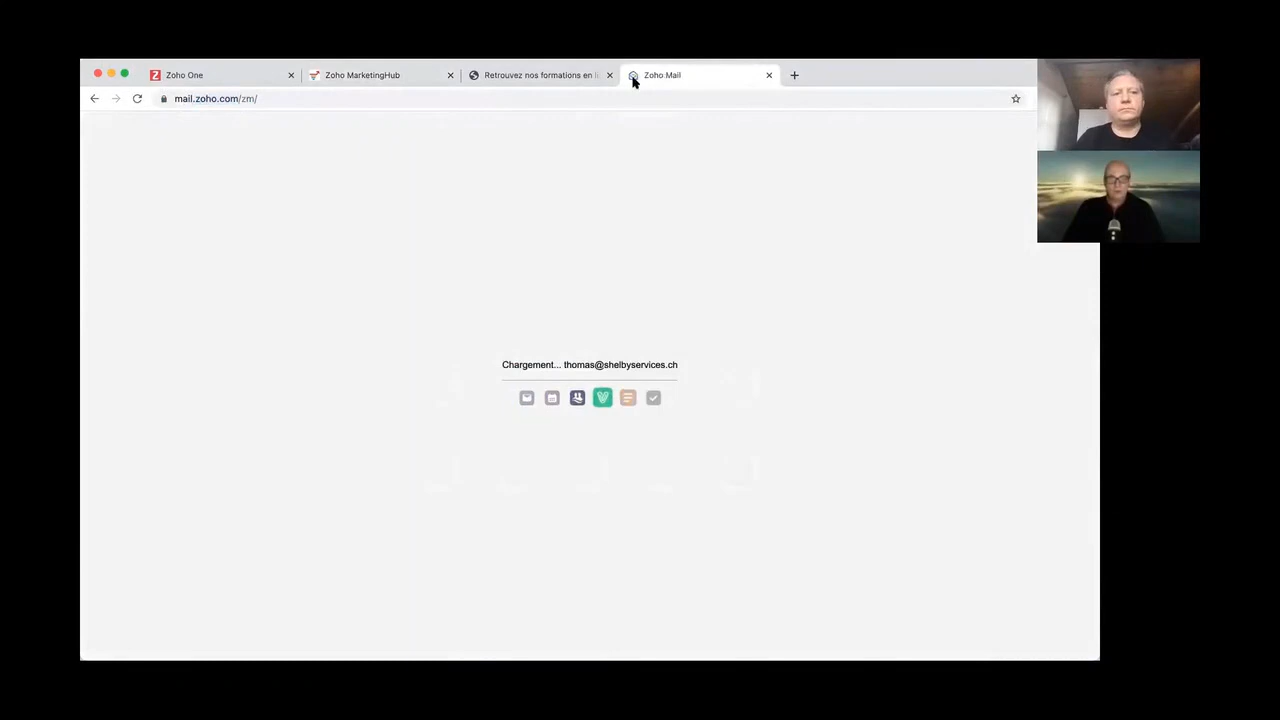 Zoho One
Zoho MarketingHub
Retrouvez nos formations en li
Zoho Mail
mail.zoho.com/zm/
Chargement... thomas@shelbyservices.ch